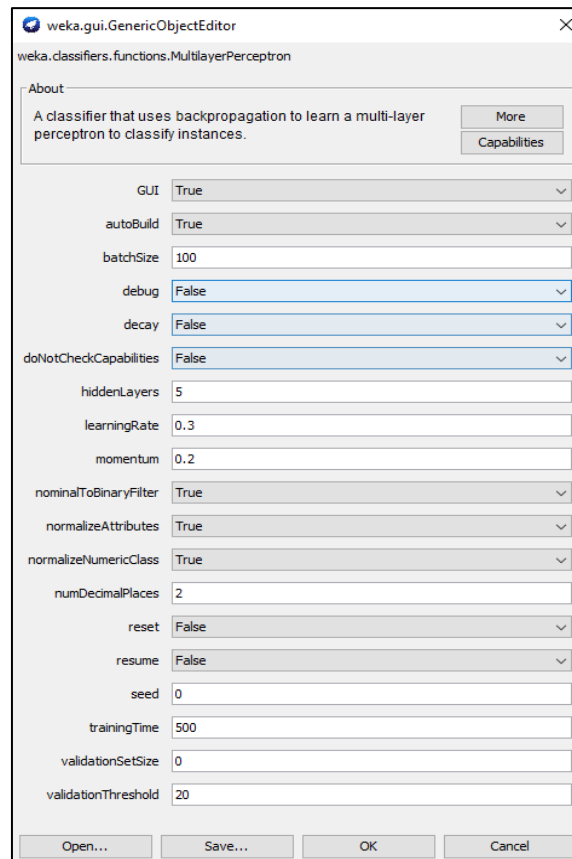 weka.gui.GenericObjectEditor
weka.classifiers.functions.MultilayerPerceptron
About
A classifier that uses backpropagation to learn a multi-layer
perceptron to classify instances.
More
Capabilities
GUI True
autoBuild True
batchSize 100
debug False
decay False
doNotCheckCapabilities False
hiddenLayers 5
learningRate 0.3
momentum 0.2
nominalToBinaryFilter True
normalizeAttributes True
normalizeNumericClass True
numDecimalPlaces 2
reset False
resume False
seed 0
trainingTime 500
validationSetSize 0
validationThreshold 20
Open... Save... OK Cancel